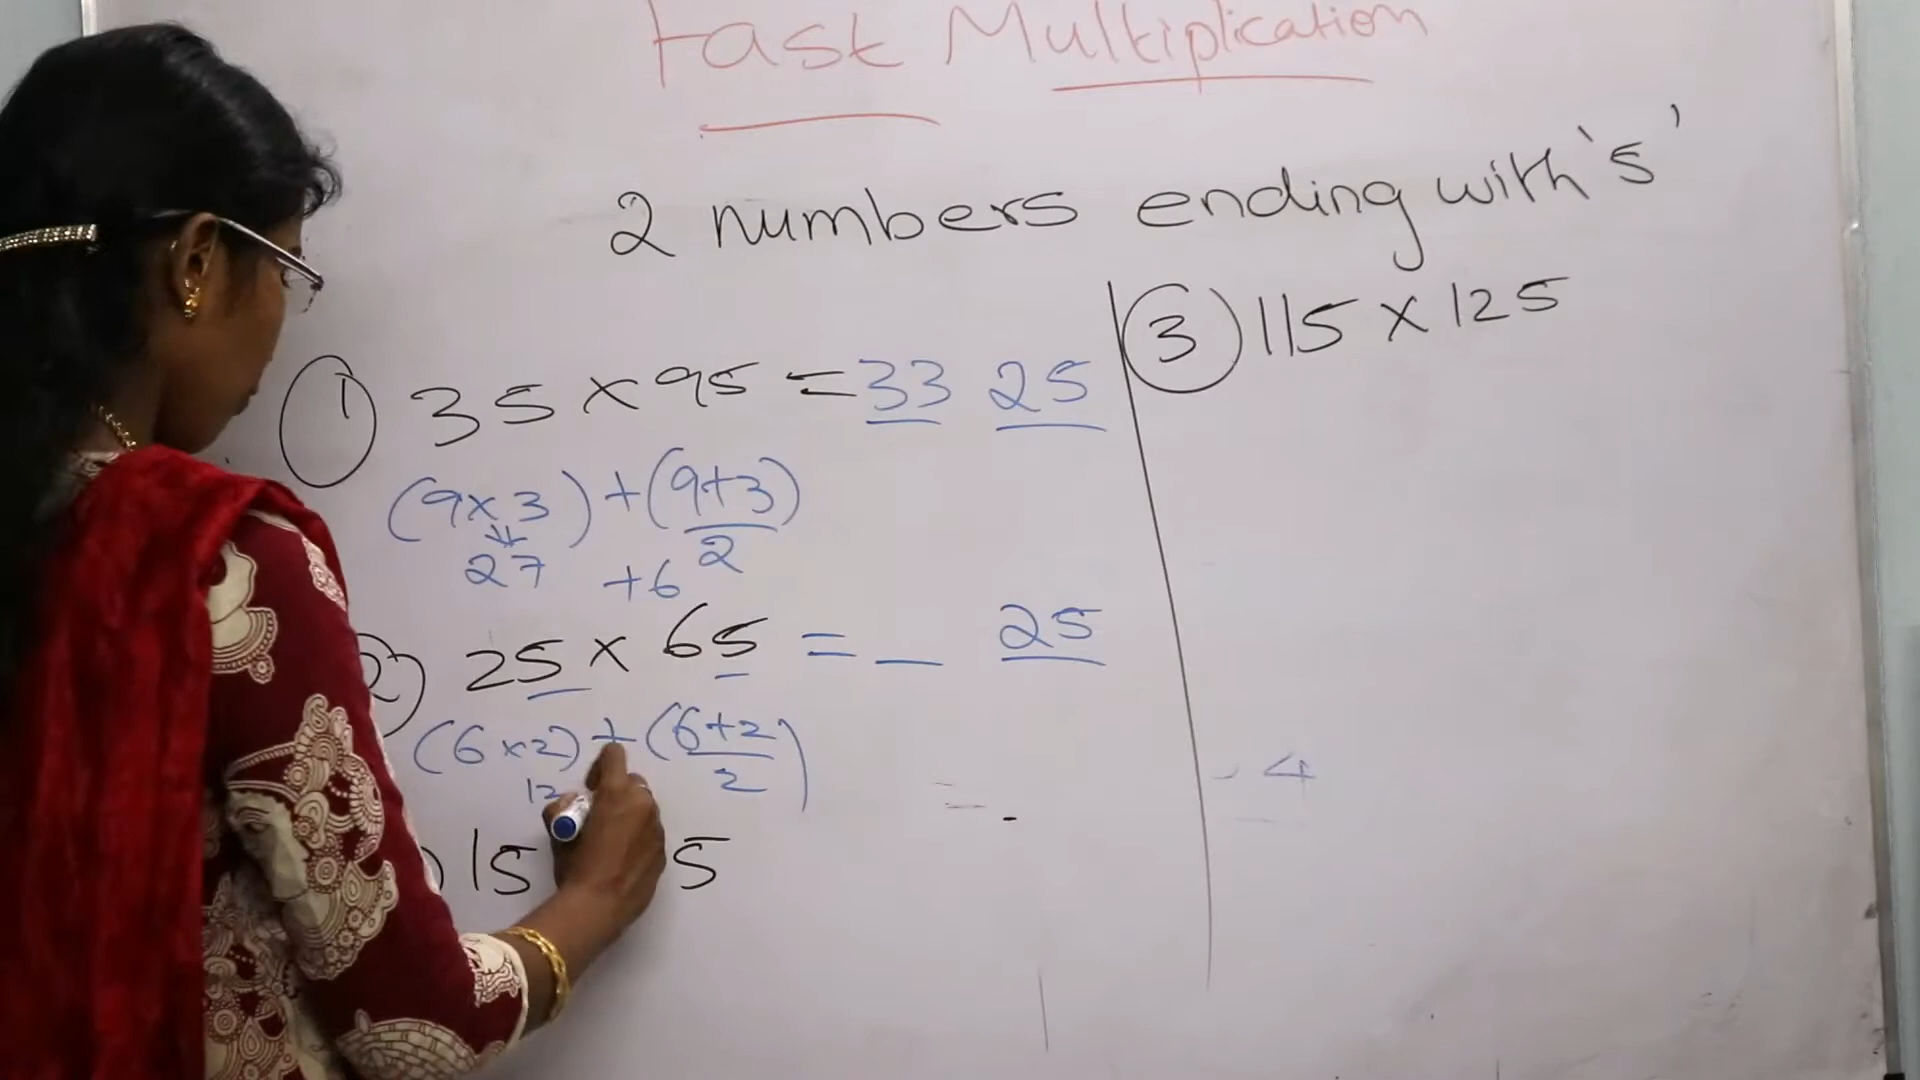 Fast Multiplication
2 numbers ending with '5'
① 35 × 95 = 33 25
(9×3) + (9+3)
2
27 +6
② 25 × 65 = _ 25
(6×2) + (6+2)
2
12
15 5
③ 115 × 125
4